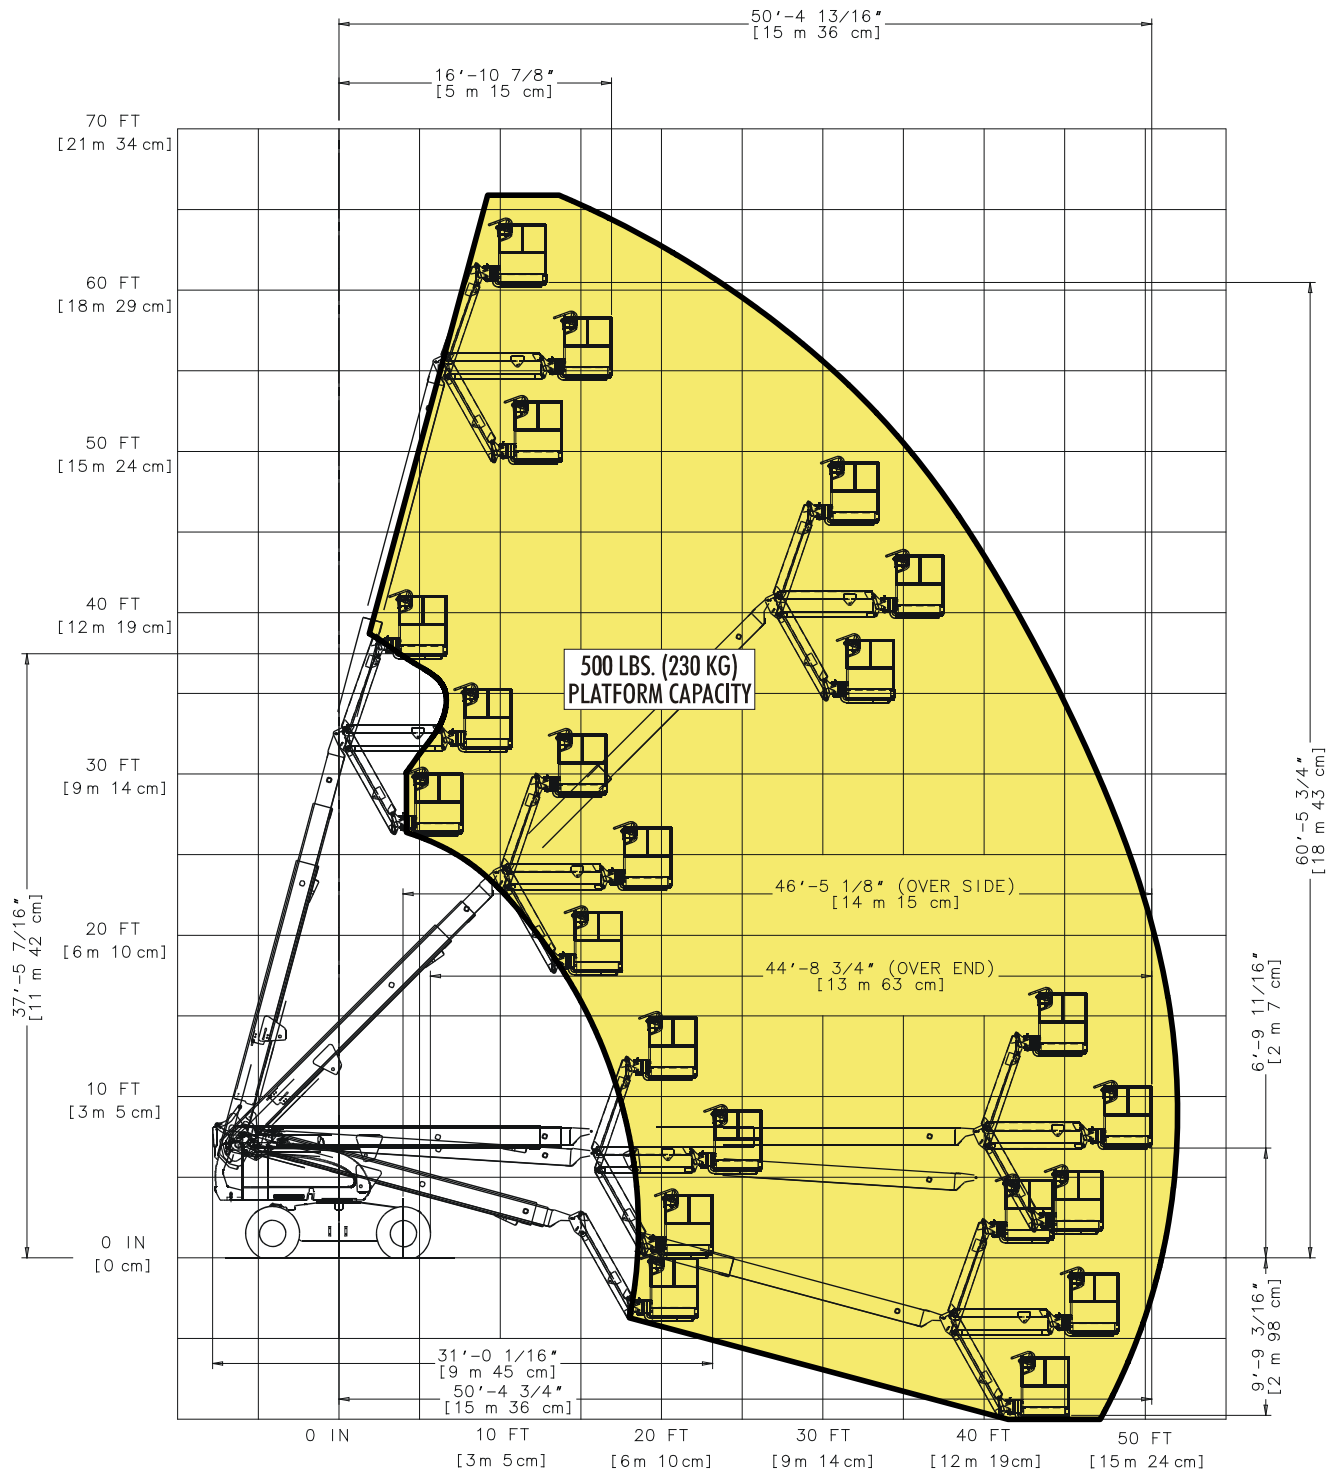 50'-4 13/16"
[15 m 36 cm]
16'-10 7/8"
[5 m 15 cm]
70 FT
[21 m 34 cm]
60 FT
[18 m 29 cm]
50 FT
[15 m 24 cm]
40 FT
[12 m 19 cm]
500 LBS. (230 KG)
PLATFORM CAPACITY
30 FT
[9 m 14 cm]
60'-5 3/4"
[18 m 43 cm]
46'-5 1/8" (OVER SIDE)
[14 m 15 cm]
20 FT
[6 m 10 cm]
37'-5 7/16"
[11 m 42 cm]
44'-8 3/4" (OVER END)
[13 m 63 cm]
6'-9 11/16"
[2 m 7 cm]
10 FT
[3 m 5 cm]
0 IN
[0 cm]
9'-9 3/16"
[2 m 98 cm]
31'-0 1/16"
[9 m 45 cm]
50'-4 3/4"
[15 m 36 cm]
0 IN
10 FT
[3 m 5 cm]
20 FT
[6 m 10 cm]
30 FT
[9 m 14 cm]
40 FT
[12 m 19 cm]
50 FT
[15 m 24 cm]